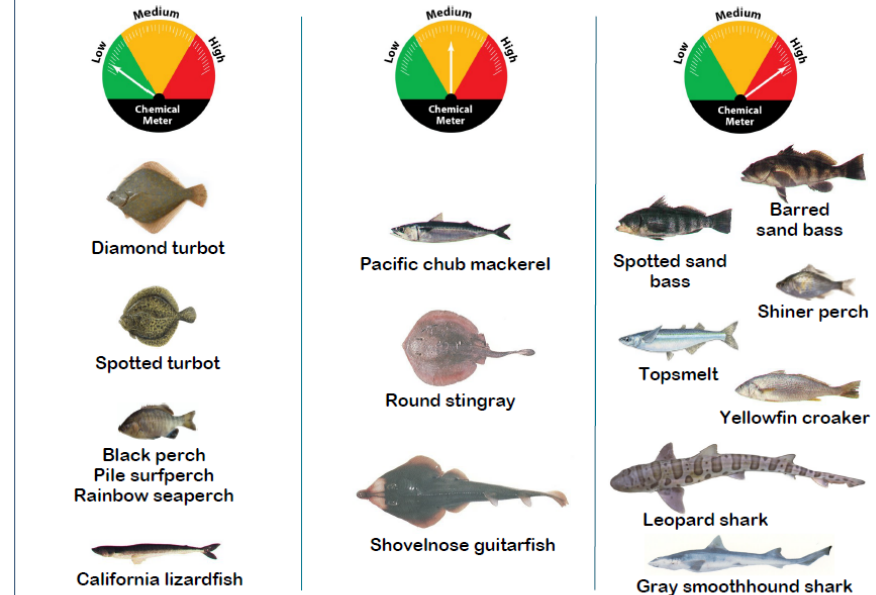 Low
Medium
High
Chemical
Meter
Diamond turbot
Spotted turbot
Black perch
Pile surfperch
Rainbow seaperch
California lizardfish
Low
Medium
High
Chemical
Meter
Pacific chub mackerel
Round stingray
Shovelnose guitarfish
Low
Medium
High
Chemical
Meter
Barred
sand bass
Spotted sand
bass
Shiner perch
Topsmelt
Yellowfin croaker
Leopard shark
Gray smoothhound shark